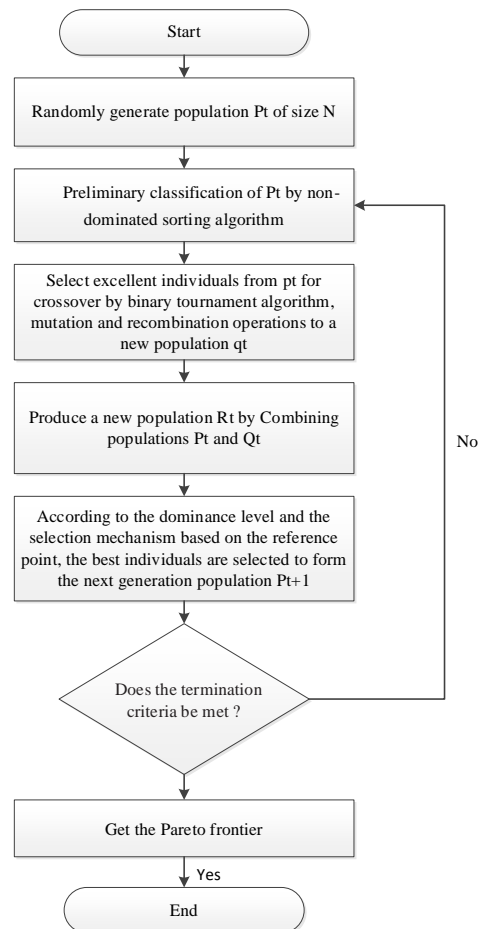 Start
Randomly generate population Pt of size N
Preliminary classification of Pt by non-
dominated sorting algorithm
Select excellent individuals from pt for
crossover by binary tournament algorithm,
mutation and recombination operations to a
new population qt
Produce a new population Rt by Combining
populations Pt and Qt
No
According to the dominance level and the
selection mechanism based on the reference
point, the best individuals are selected to form
the next generation population Pt+1
Does the termination
criteria be met ?
Get the Pareto frontier
Yes
End